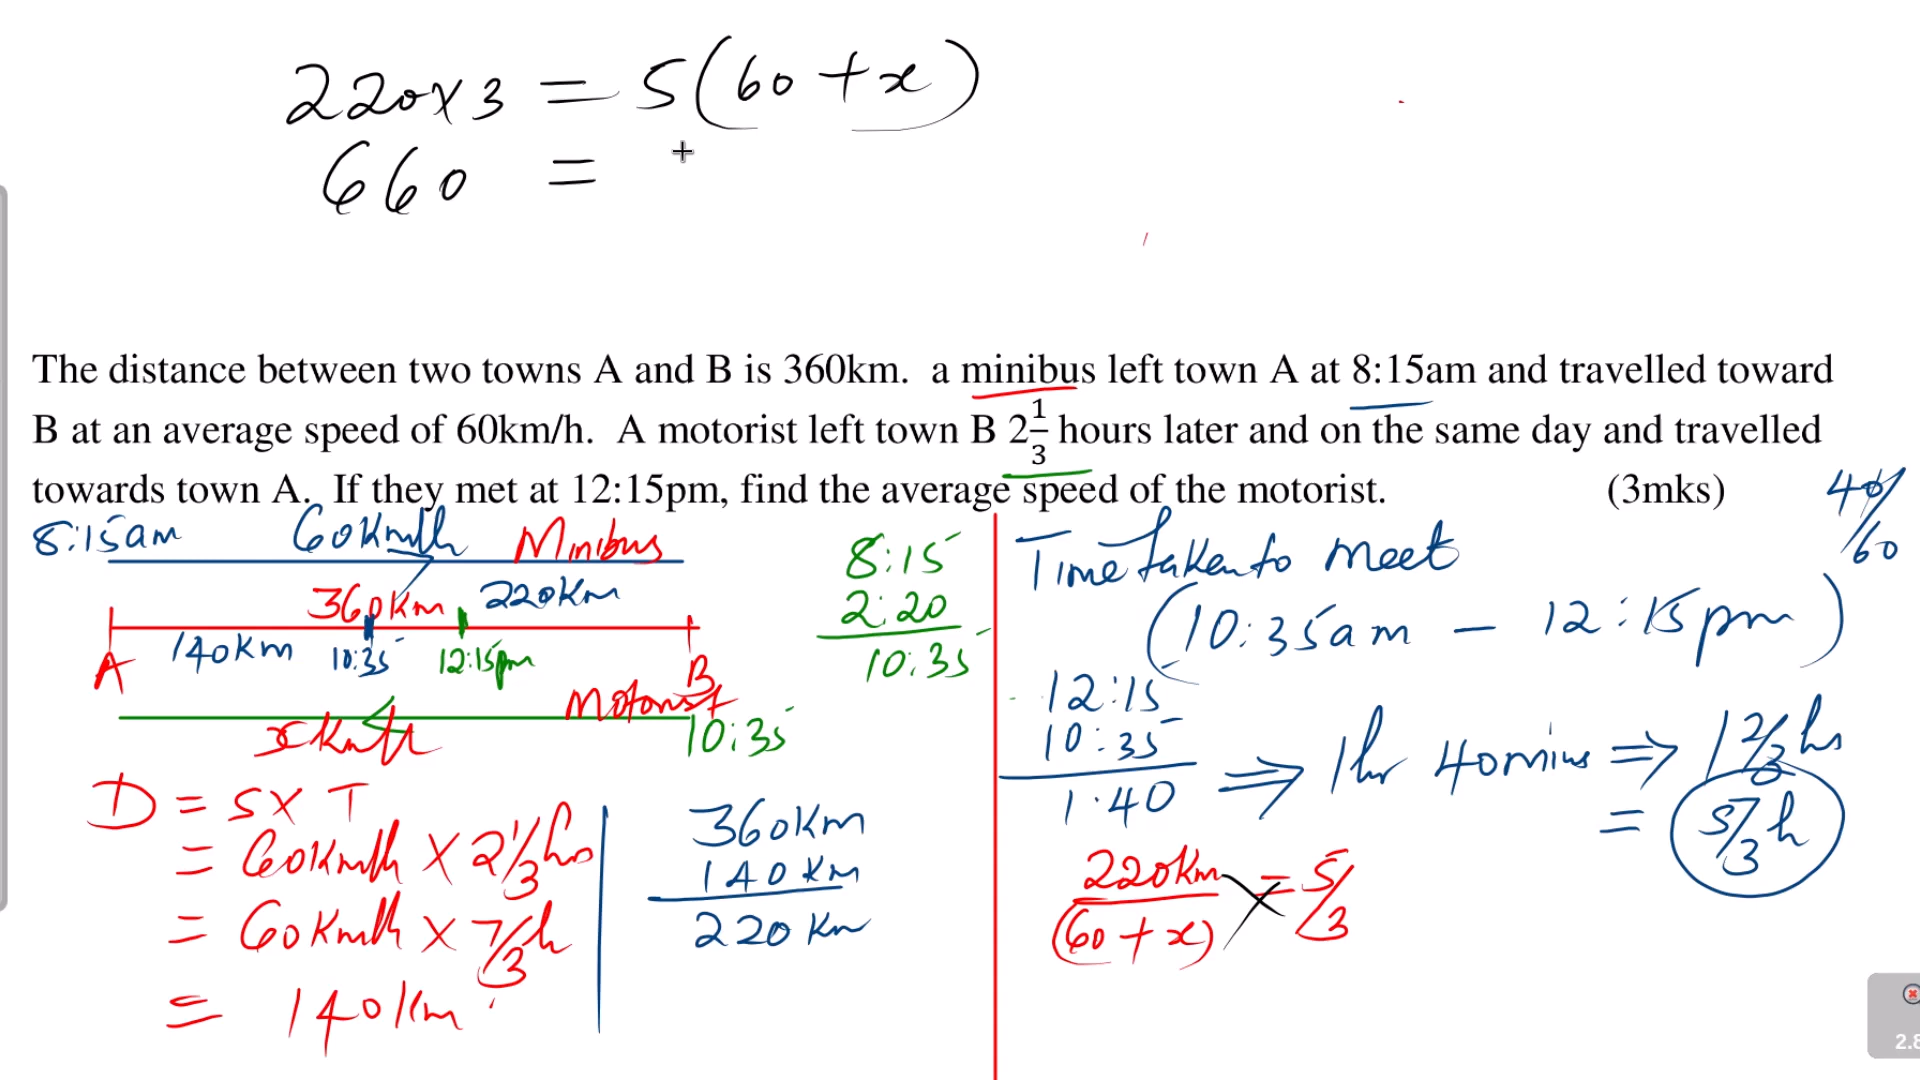 220 x 3 = 5(60 + x)
660 =
The distance between two towns A and B is 360km. a minibus left town A at 8:15am and travelled toward
B at an average speed of 60km/h. A motorist left town B 2 1/3 hours later and on the same day and travelled
towards town A. If they met at 12:15pm, find the average speed of the motorist. (3mks)
40/60
8:15am 60Km/h Minibus
360Km 220Km
140Km 10:35 12:15pm
A B
Motorist
xKm/h 10:35
D = S x T
= 60Km/h x 2 1/3 hrs
= 60Km/h x 7/3 h
= 140Km
8:15
2:20
10:35
360Km
140Km
220Km
Time taken to meet
(10:35am - 12:15pm)
12:15
10:35
1.40 ⇒ 1hr 40mins ⇒ 1 2/3 hs
= 5/3 h
220Km/(60 + x) = 5/3
2.8